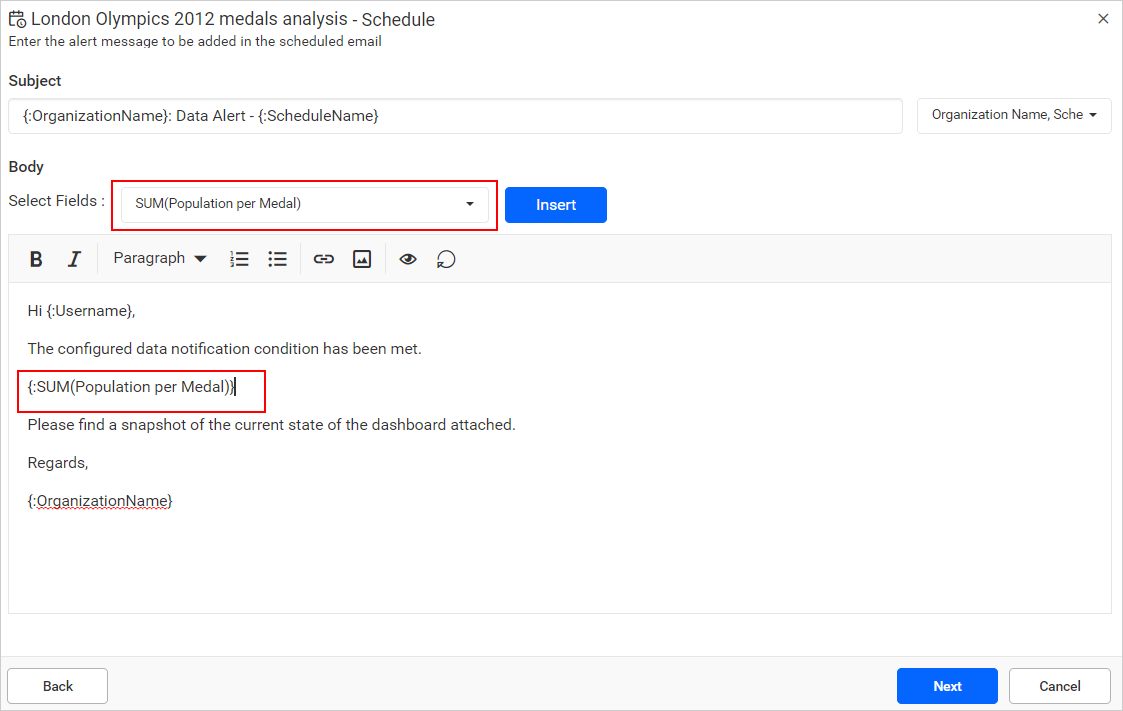 London Olympics 2012 medals analysis - Schedule
Enter the alert message to be added in the scheduled email
Subject
{:OrganizationName}: Data Alert - {:ScheduleName}
Organization Name, Sche
Body
Select Fields :
SUM(Population per Medal)
Insert
B I Paragraph
Hi {:Username},
The configured data notification condition has been met.
{:SUM(Population per Medal)}
Please find a snapshot of the current state of the dashboard attached.
Regards,
{:OrganizationName}
Back
Next
Cancel